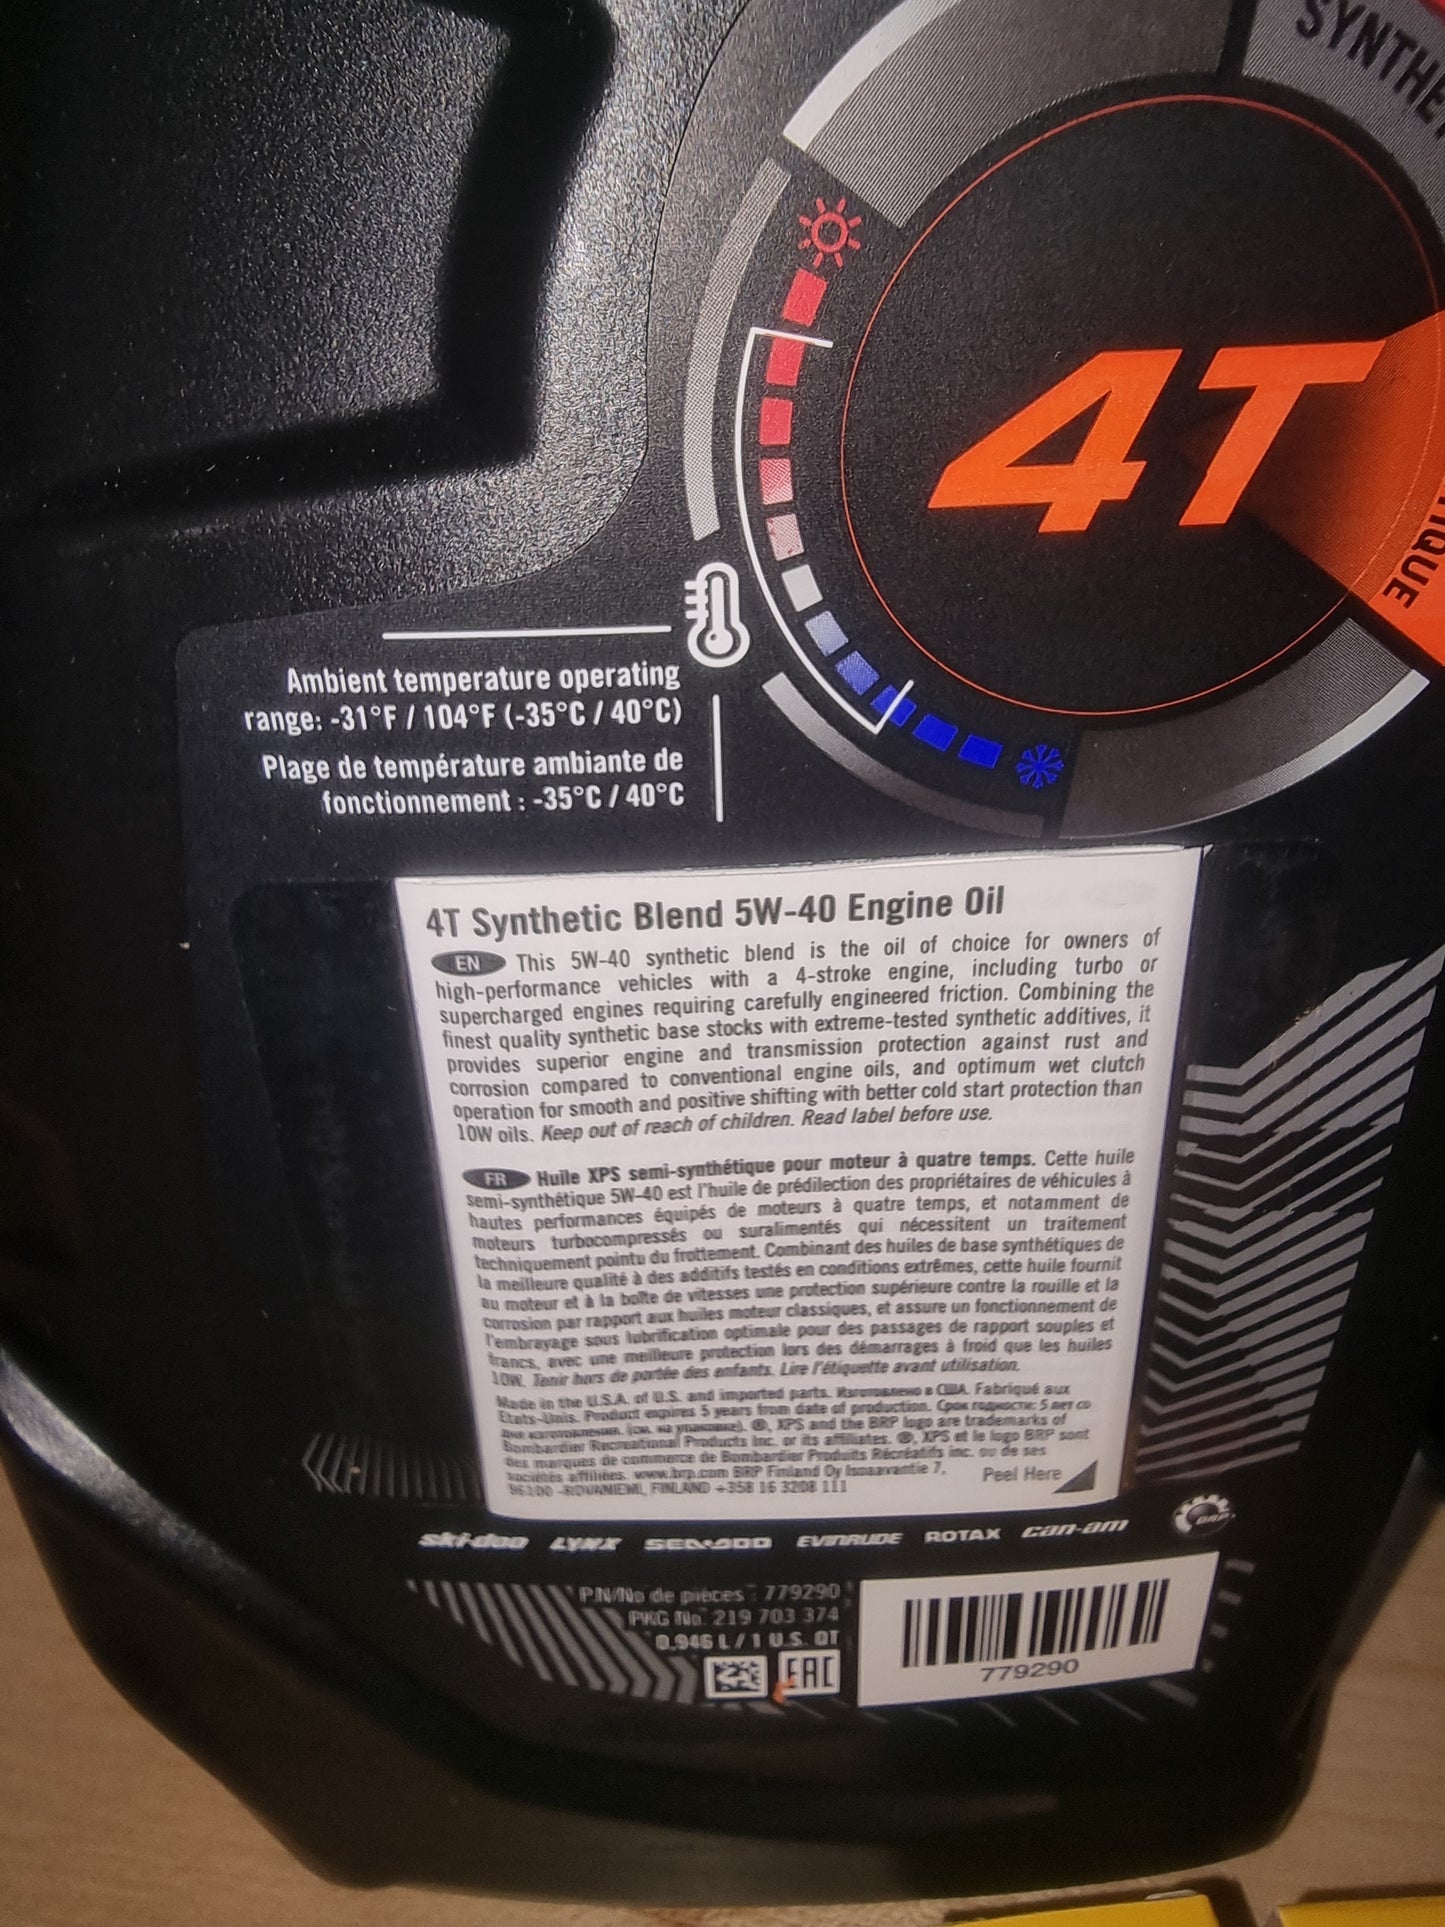 SYNTHET
4T
IQUE
Ambient temperature operating
range: -31°F / 104°F (-35°C / 40°C)
Plage de température ambiante de
fonctionnement : -35°C / 40°C
4T Synthetic Blend 5W-40 Engine Oil
EN This 5W-40 synthetic blend is the oil of choice for owners of
high-performance vehicles with a 4-stroke engine, including turbo or
supercharged engines requiring carefully engineered friction. Combining the
finest quality synthetic base stocks with extreme-tested synthetic additives, it
provides superior engine and transmission protection against rust and
corrosion compared to conventional engine oils, and optimum wet clutch
operation for smooth and positive shifting with better cold start protection than
10W oils. Keep out of reach of children. Read label before use.
FR Huile XPS semi-synthétique pour moteur à quatre temps. Cette huile
semi-synthétique 5W-40 est l'huile de prédilection des propriétaires de véhicules à
hautes performances équipés de moteurs à quatre temps, et notamment de
moteurs turbocompressés ou suralimentés qui nécessitent un traitement
techniquement pointu du frottement. Combinant des huiles de base synthétiques de
la meilleure qualité à des additifs testés en conditions extrêmes, cette huile fournit
au moteur et à la boîte de vitesses une protection supérieure contre la rouille et la
corrosion par rapport aux huiles moteur classiques, et assure un fonctionnement de
l'embrayage sous lubrification optimale pour des passages de rapport souples et
francs, avec une meilleure protection lors des démarrages à froid que les huiles
10W. Tenir hors de portée des enfants. Lire l'étiquette avant utilisation.
Made in the U.S.A. of U.S. and imported parts. Изготовлено в США. Fabriqué aux
États-Unis. Product expires 5 years from date of production. Срок годности: 5 лет со
дня изготовления. (см. на упаковке). ®, XPS and the BRP logo are trademarks of
Bombardier Recreational Products Inc. or its affiliates. ®, XPS et le logo BRP sont
des marques de commerce de Bombardier Produits Récréatifs inc. ou de ses
sociétés affiliées. www.brp.com BRP Finland Oy Isoaavantie 7,
96100 -ROVANIEMI, FINLAND +358 16 3208 111
Peel Here
ski-doo LYNX SEA-DOO EVINRUDE ROTAX can-am BRP
P.N/No de pièces : 779290
PKG No. 219 703 374
0.946 L / 1 U.S. QT
EAC
779290